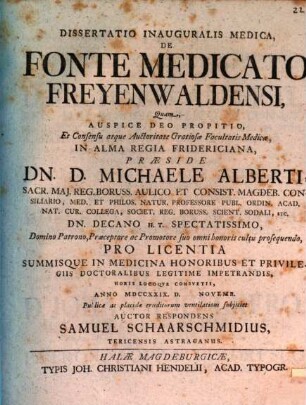 21
DISSERTATIO INAUGURALIS MEDICA,
DE
FONTE MEDICATO
FREYENWALDENSI,
Quam,
AUSPICE DEO PROPITIO,
Et Consensu atque Auctoritate Gratiosæ Facultatis Medicæ,
IN ALMA REGIA FRIDERICIANA,
PRÆSIDE
DN. D. MICHAELE ALBERTI
SACR. MAJ. REG. BORUSS. AULICO. ET CONSIST. MAGDEB. CON
SILIARIO, MED. ET PHILOS. NATUR. PROFESSORE PUBL. ORDIN. ACAD.
NAT. CUR. COLLEGA, SOCIET. REG. BORUSS. SCIENT. SODALI, etc.
DN. DECANO H. T. SPECTATISSIMO,
Domino Patrono, Præceptore ac Promotore suo omni honoris cultu prosequendo,
PRO LICENTIA
SUMMISQUE IN MEDICINA HONORIBUS ET PRIVILE-
GIIS DOCTORALIBUS LEGITIME IMPETRANDIS,
HORIS LOCOQUE CONSUETIS,
ANNO MDCCXXIX. D. NOVEMB.
Publicæ ac placidæ eruditorum ventilationi subjiciet
AUCTOR RESPONDENS
SAMUEL SCHAARSCHMIDIUS,
TERICENSIS ASTRACANUS.
HALÆ MAGDEBURGICÆ,
TYPIS JOH. CHRISTIANI HENDELII, ACAD. TYPOGR.